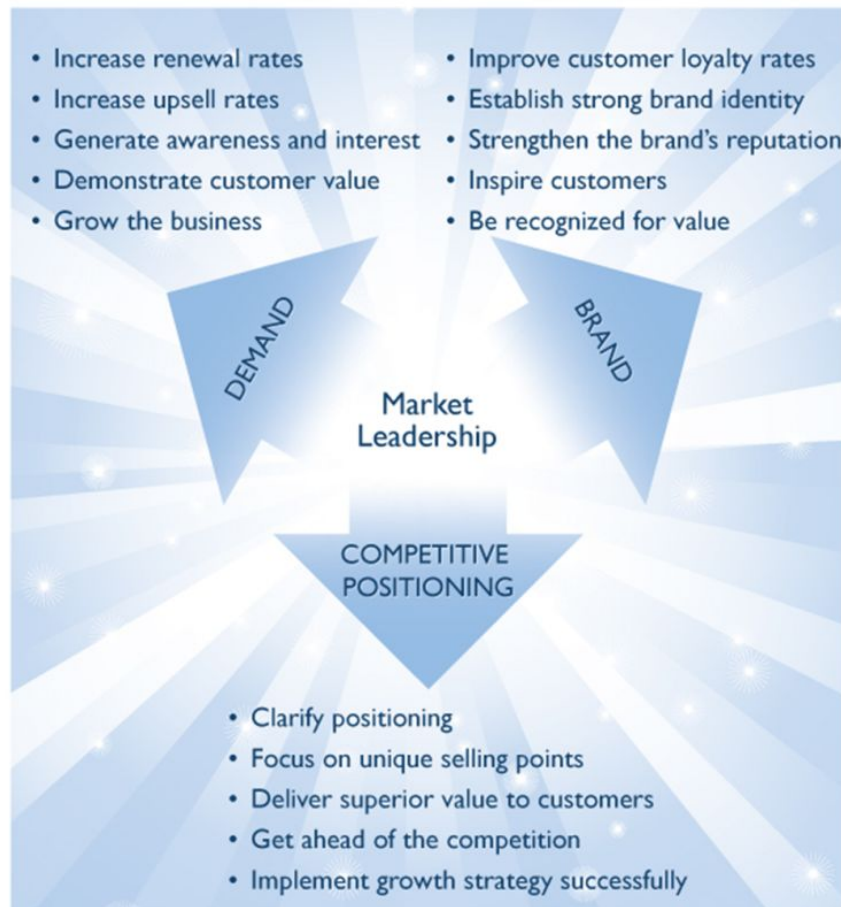 • Increase renewal rates
• Increase upsell rates
• Generate awareness and interest
• Demonstrate customer value
• Grow the business
• Improve customer loyalty rates
• Establish strong brand identity
• Strengthen the brand's reputation
• Inspire customers
• Be recognized for value
DEMAND
BRAND
Market
Leadership
COMPETITIVE
POSITIONING
• Clarify positioning
• Focus on unique selling points
• Deliver superior value to customers
• Get ahead of the competition
• Implement growth strategy successfully